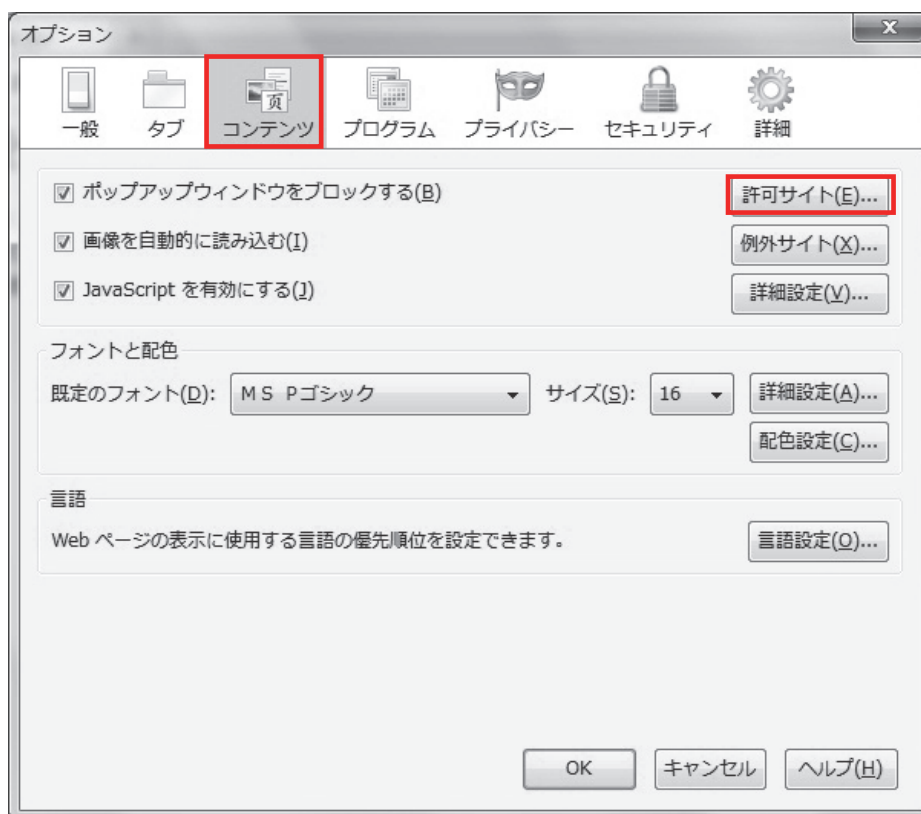 オプション
x
页
一般 タブ コンテンツ プログラム プライバシー セキュリティ 詳細
ポップアップウィンドウをブロックする(B) 許可サイト(E)...
画像を自動的に読み込む(I) 例外サイト(X)...
JavaScript を有効にする(J) 詳細設定(V)...
フォントと配色
既定のフォント(D): MS Pゴシック サイズ(S): 16 詳細設定(A)...
配色設定(C)...
言語
Web ページの表示に使用する言語の優先順位を設定できます。 言語設定(O)...
OK キャンセル ヘルプ(H)